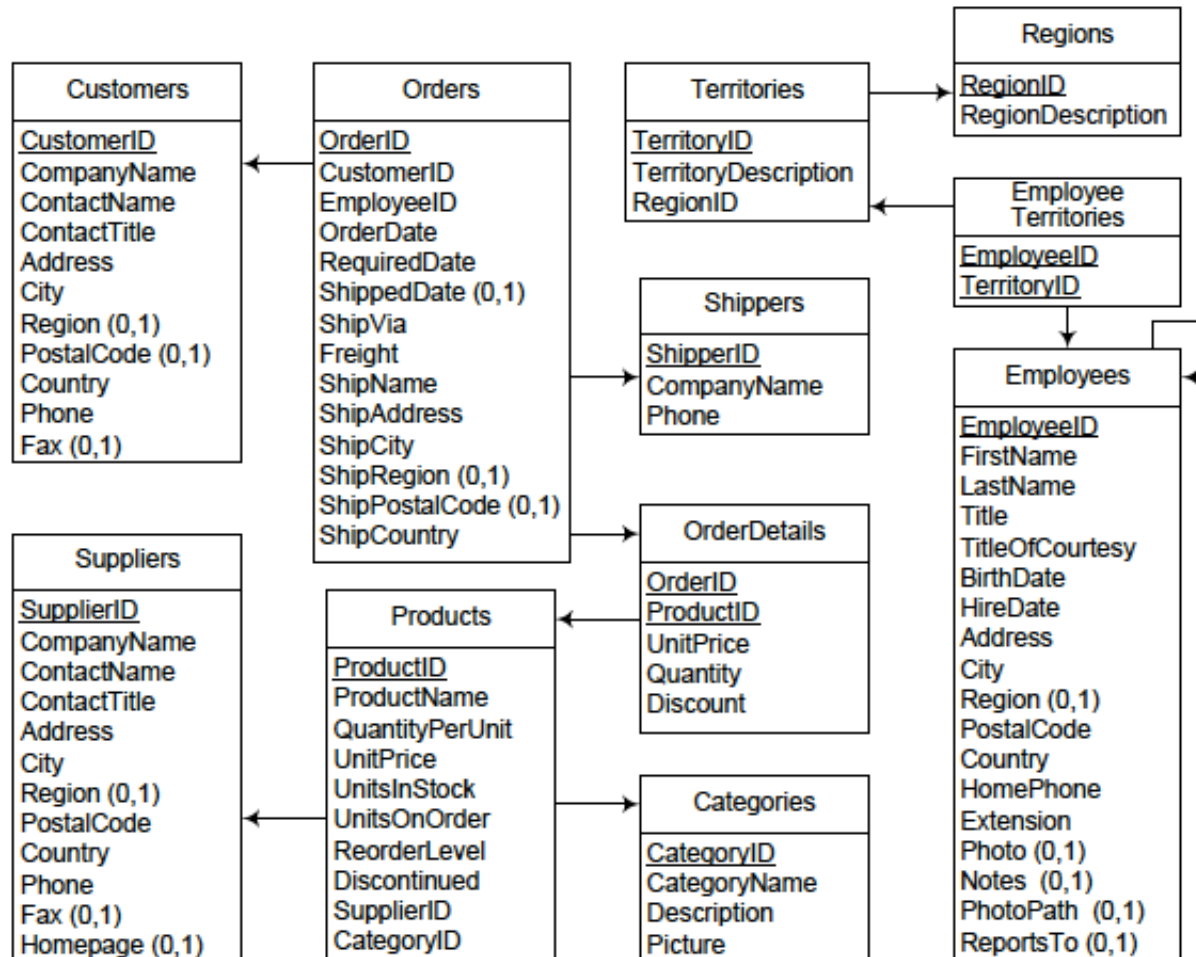 Customers
CustomerID
CompanyName
ContactName
ContactTitle
Address
City
Region (0,1)
PostalCode (0,1)
Country
Phone
Fax (0,1)
Orders
OrderID
CustomerID
EmployeeID
OrderDate
RequiredDate
ShippedDate (0,1)
ShipVia
Freight
ShipName
ShipAddress
ShipCity
ShipRegion (0,1)
ShipPostalCode (0,1)
ShipCountry
Territories
TerritoryID
TerritoryDescription
RegionID
Regions
RegionID
RegionDescription
Employee
Territories
EmployeeID
TerritoryID
Shippers
ShipperID
CompanyName
Phone
Employees
EmployeeID
FirstName
LastName
Title
TitleOfCourtesy
BirthDate
HireDate
Address
City
Region (0,1)
PostalCode
Country
HomePhone
Extension
Photo (0,1)
Notes (0,1)
PhotoPath (0,1)
ReportsTo (0,1)
Suppliers
SupplierID
CompanyName
ContactName
ContactTitle
Address
City
Region (0,1)
PostalCode
Country
Phone
Fax (0,1)
Homepage (0,1)
Products
ProductID
ProductName
QuantityPerUnit
UnitPrice
UnitsInStock
UnitsOnOrder
ReorderLevel
Discontinued
SupplierID
CategoryID
OrderDetails
OrderID
ProductID
UnitPrice
Quantity
Discount
Categories
CategoryID
CategoryName
Description
Picture